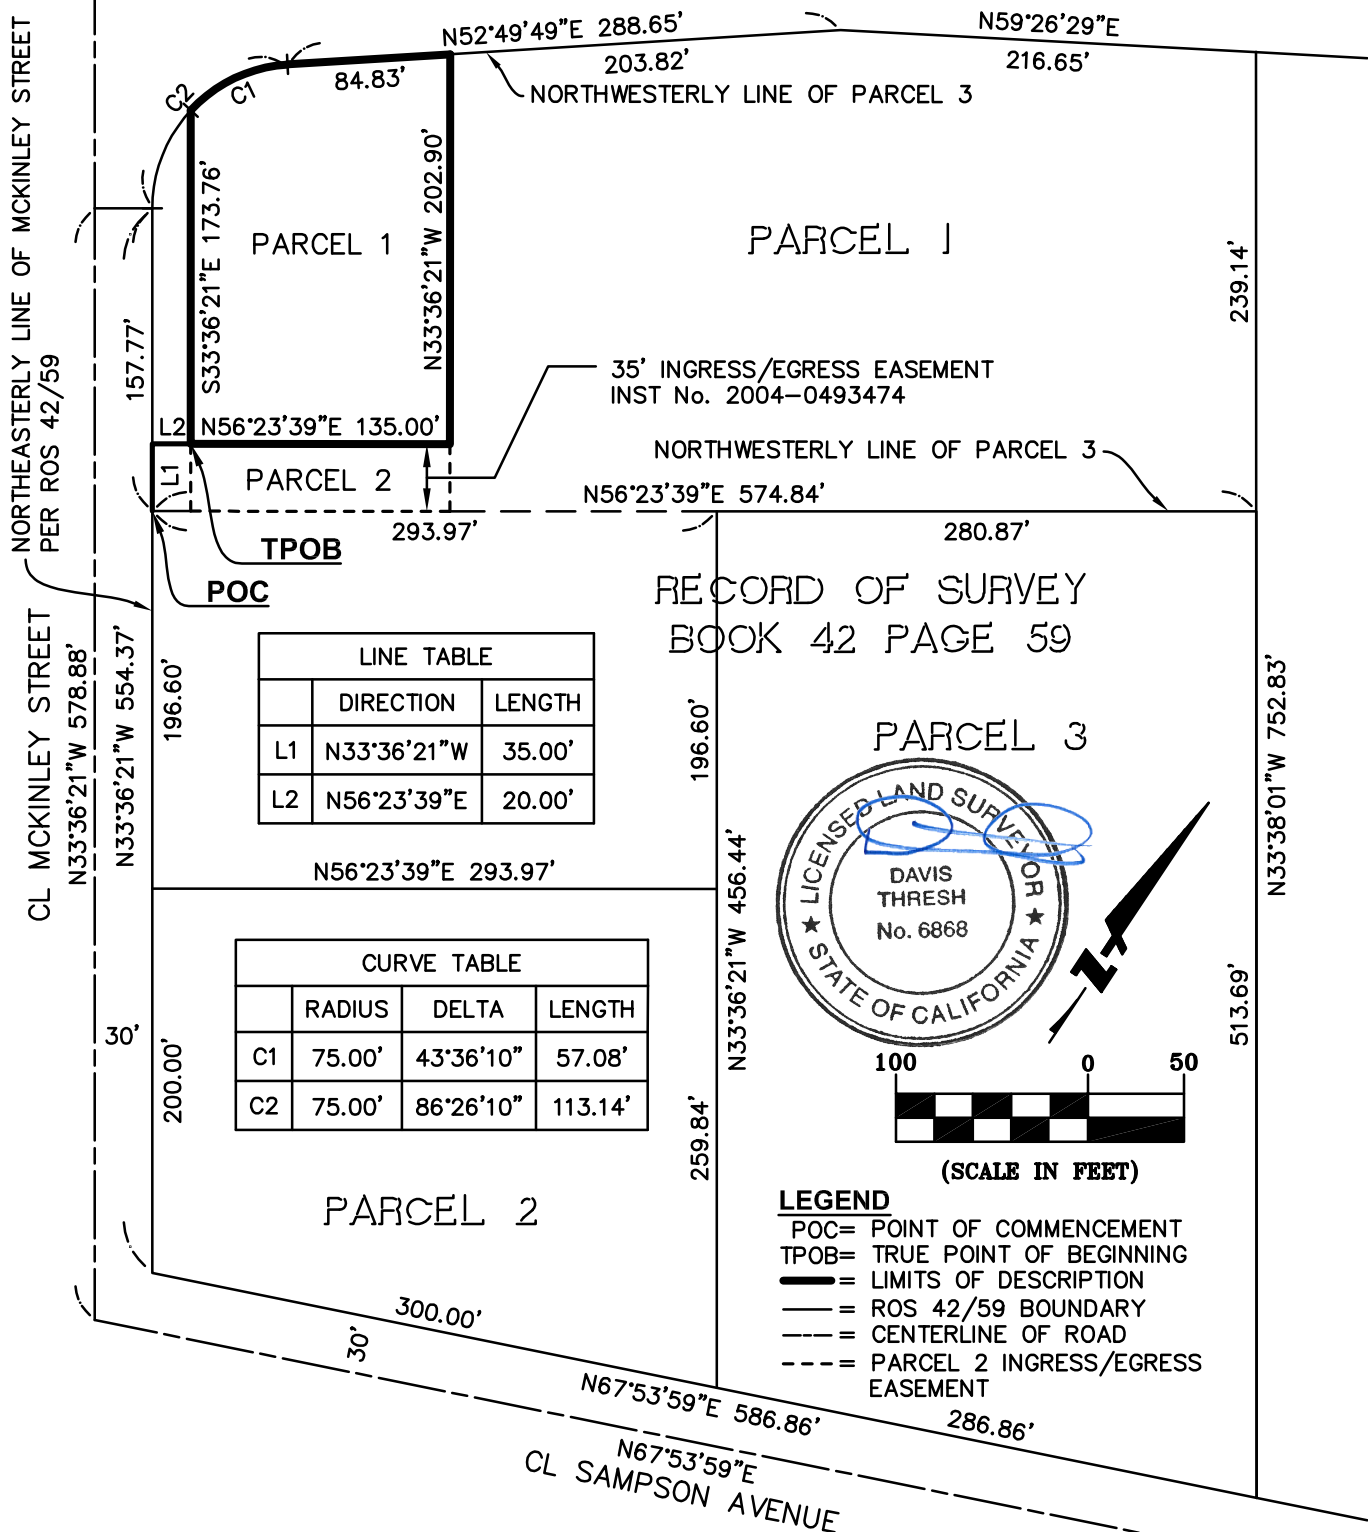 N52°49'49"E 288.65'
N59°26'29"E
203.82'
216.65'
84.83'
C1
C2
NORTHWESTERLY LINE OF PARCEL 3
NORTHEASTERLY LINE OF MCKINLEY STREET
PER ROS 42/59
S33°36'21"E 173.76'
N33°36'21"W 202.90'
PARCEL 1
PARCEL 1
239.14'
157.77'
35' INGRESS/EGRESS EASEMENT
INST No. 2004-0493474
L2
N56°23'39"E 135.00'
NORTHWESTERLY LINE OF PARCEL 3
L1
PARCEL 2
N56°23'39"E 574.84'
293.97'
280.87'
TPOB
POC
RECORD OF SURVEY
BOOK 42 PAGE 59
CL MCKINLEY STREET
N33°36'21"W 578.88'
N33°36'21"W 554.37'
196.60'
LINE TABLE
DIRECTION LENGTH
L1 N33°36'21"W 35.00'
L2 N56°23'39"E 20.00'
196.60'
N33°38'01"W 752.83'
PARCEL 3
LICENSED LAND SURVEYOR
DAVIS
THRESH
No. 6868
STATE OF CALIFORNIA
N
N56°23'39"E 293.97'
N33°36'21"W 456.44'
CURVE TABLE
RADIUS DELTA LENGTH
C1 75.00' 43°36'10" 57.08'
C2 75.00' 86°26'10" 113.14'
30'
200.00'
259.84'
513.69'
100 0 50
(SCALE IN FEET)
PARCEL 2
LEGEND
POC= POINT OF COMMENCEMENT
TPOB= TRUE POINT OF BEGINNING
= LIMITS OF DESCRIPTION
= ROS 42/59 BOUNDARY
= CENTERLINE OF ROAD
= PARCEL 2 INGRESS/EGRESS
EASEMENT
300.00'
30'
N67°53'59"E 586.86'
286.86'
N67°53'59"E
CL SAMPSON AVENUE